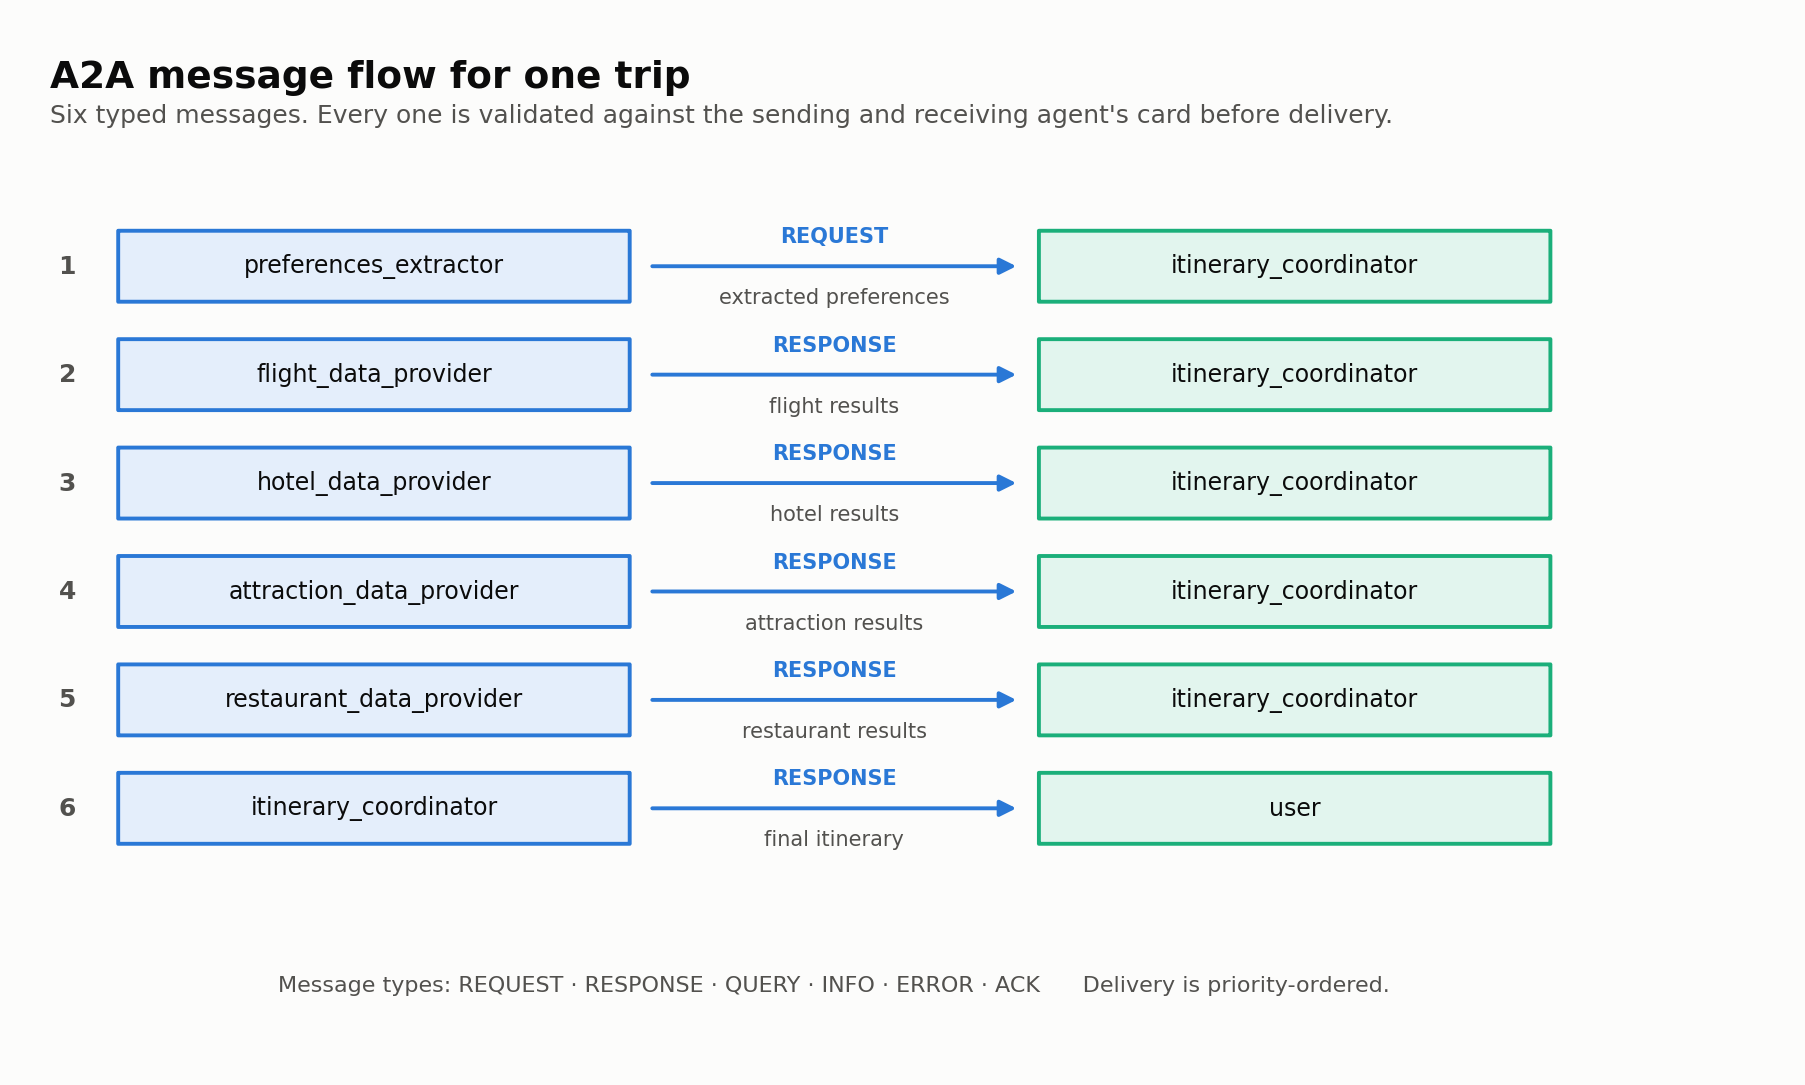 A2A message flow for one trip
Six typed messages. Every one is validated against the sending and receiving agent's card before delivery.
1
preferences_extractor
REQUEST
extracted preferences
itinerary_coordinator
2
flight_data_provider
RESPONSE
flight results
itinerary_coordinator
3
hotel_data_provider
RESPONSE
hotel results
itinerary_coordinator
4
attraction_data_provider
RESPONSE
attraction results
itinerary_coordinator
5
restaurant_data_provider
RESPONSE
restaurant results
itinerary_coordinator
6
itinerary_coordinator
RESPONSE
final itinerary
user
Message types: REQUEST · RESPONSE · QUERY · INFO · ERROR · ACK Delivery is priority-ordered.